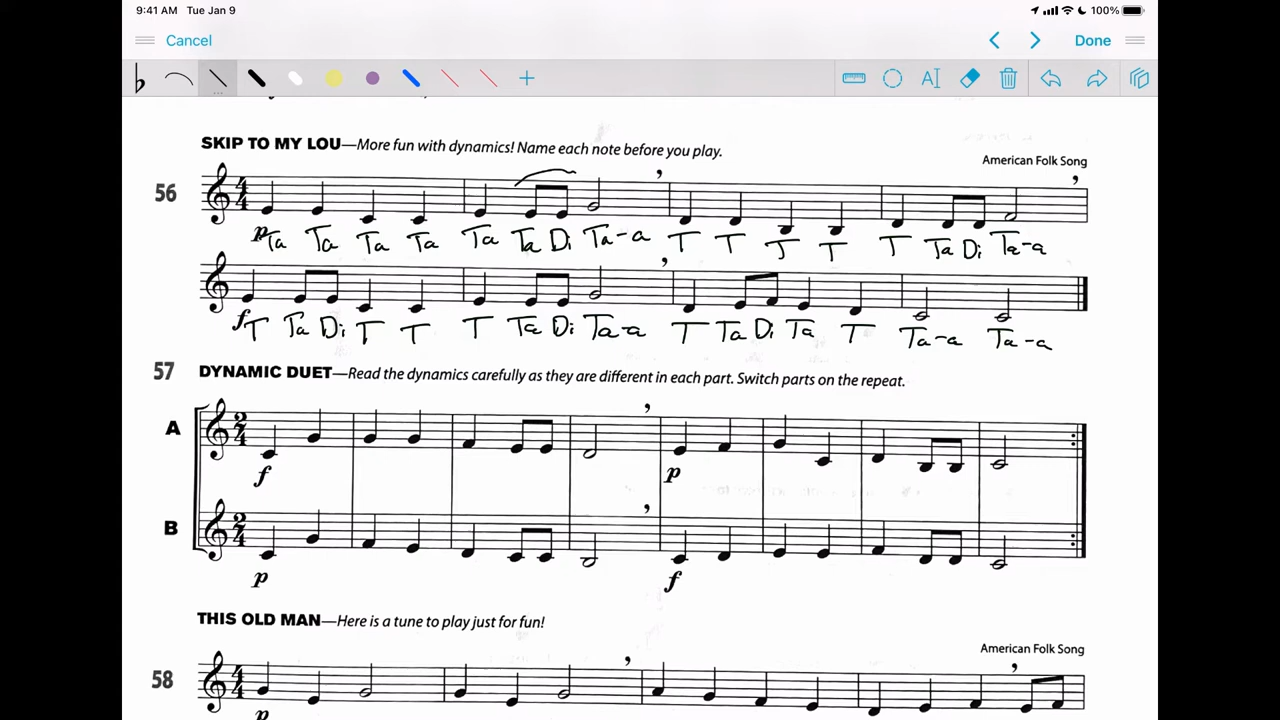 9:41 AM Tue Jan 9 100%
Cancel Done
SKIP TO MY LOU—More fun with dynamics! Name each note before you play.
American Folk Song
56
p Ta Ta Ta Ta Ta Ta Di Ta-a T T T T T Ta Di Ta-a
f T Ta Di T T T Ta Di Ta-a T Ta Di Ta T Ta-a Ta-a
57 DYNAMIC DUET—Read the dynamics carefully as they are different in each part. Switch parts on the repeat.
A
f p
B
p f
THIS OLD MAN—Here is a tune to play just for fun!
American Folk Song
58
p